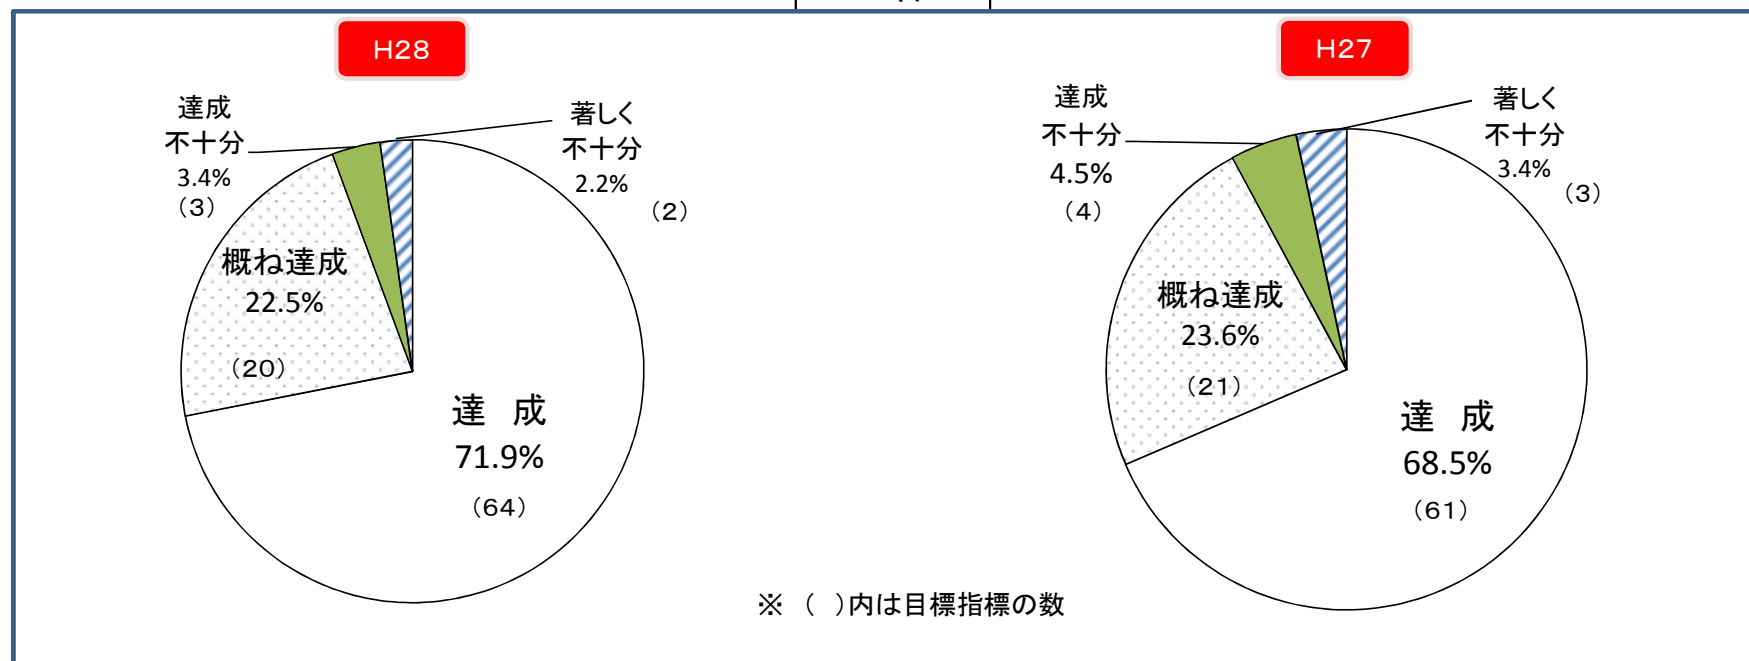 H28
達成
不十分
3.4%
（3）
著しく
不十分
2.2%
（2）
概ね達成
22.5%
（20）
達 成
71.9%
（64）
H27
達成
不十分
4.5%
（4）
著しく
不十分
3.4%
（3）
概ね達成
23.6%
（21）
達 成
68.5%
（61）
※ （ ）内は目標指標の数